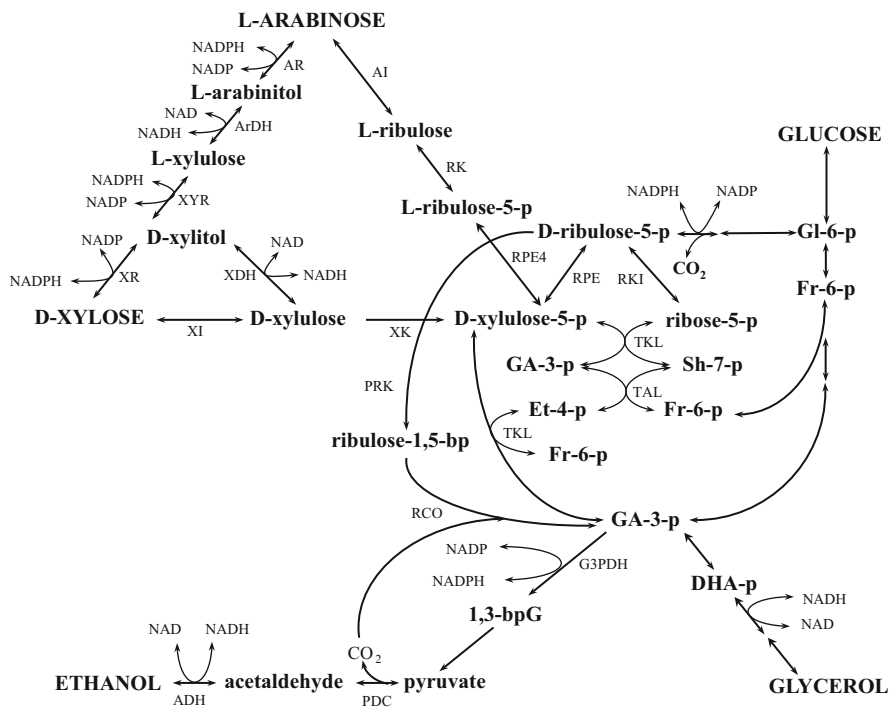 L-ARABINOSE
NADPH
NADP
AR
AI
L-arabinitol
NAD
NADH
ArDH
L-ribulose
GLUCOSE
L-xylulose
RK
NADPH
NADP
XYR
NADPH
NADP
L-ribulose-5-p
D-ribulose-5-p
Gl-6-p
D-xylitol
NADP
NAD
CO2
NADPH
XR
XDH
NADH
RPE4
RPE
RKI
Fr-6-p
D-XYLOSE
D-xylulose
D-xylulose-5-p
ribose-5-p
XI
XK
TKL
GA-3-p
Sh-7-p
PRK
TAL
Et-4-p
Fr-6-p
TKL
ribulose-1,5-bp
Fr-6-p
RCO
GA-3-p
NADP
G3PDH
NADPH
DHA-p
NADH
1,3-bpG
NAD
NAD
NADH
CO2
ETHANOL
acetaldehyde
pyruvate
GLYCEROL
ADH
PDC